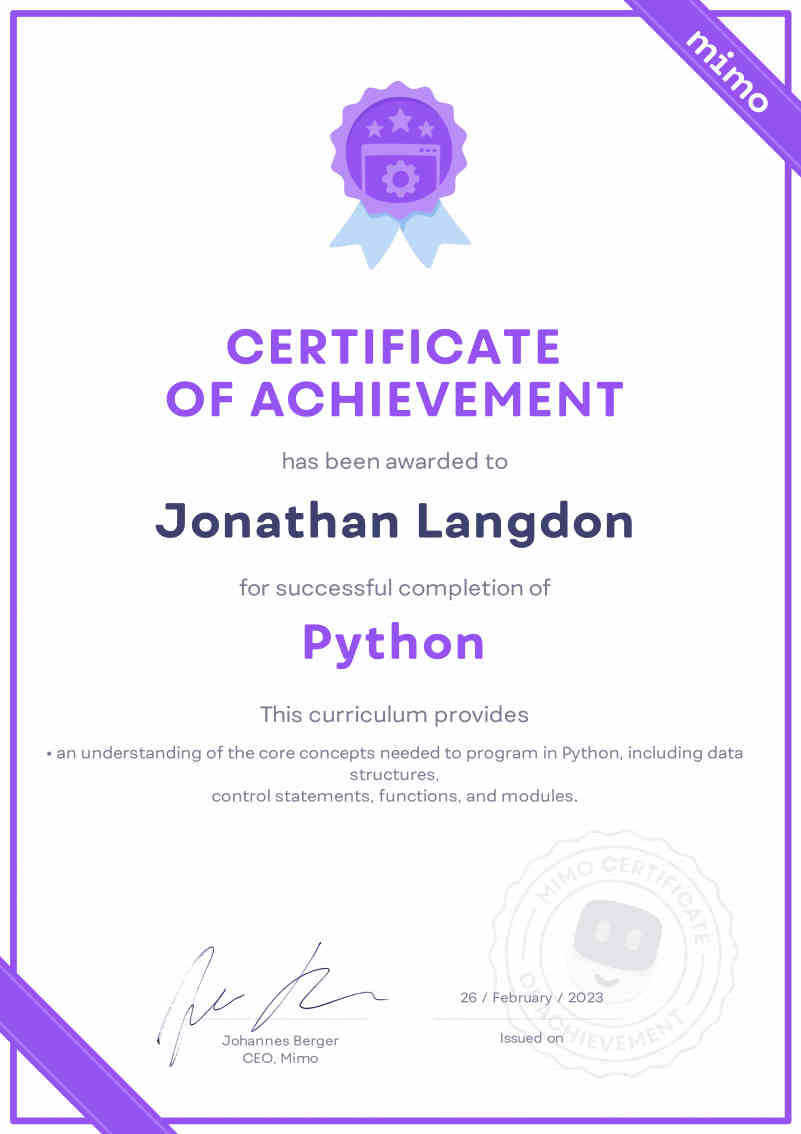 mimo
CERTIFICATE
OF ACHIEVEMENT
has been awarded to
Jonathan Langdon
for successful completion of
Python
This curriculum provides
• an understanding of the core concepts needed to program in Python, including data
structures,
control statements, functions, and modules.
MIMO CERTIFICATE
OF ACHIEVEMENT
26 / February / 2023
Johannes Berger
Issued on
CEO, Mimo